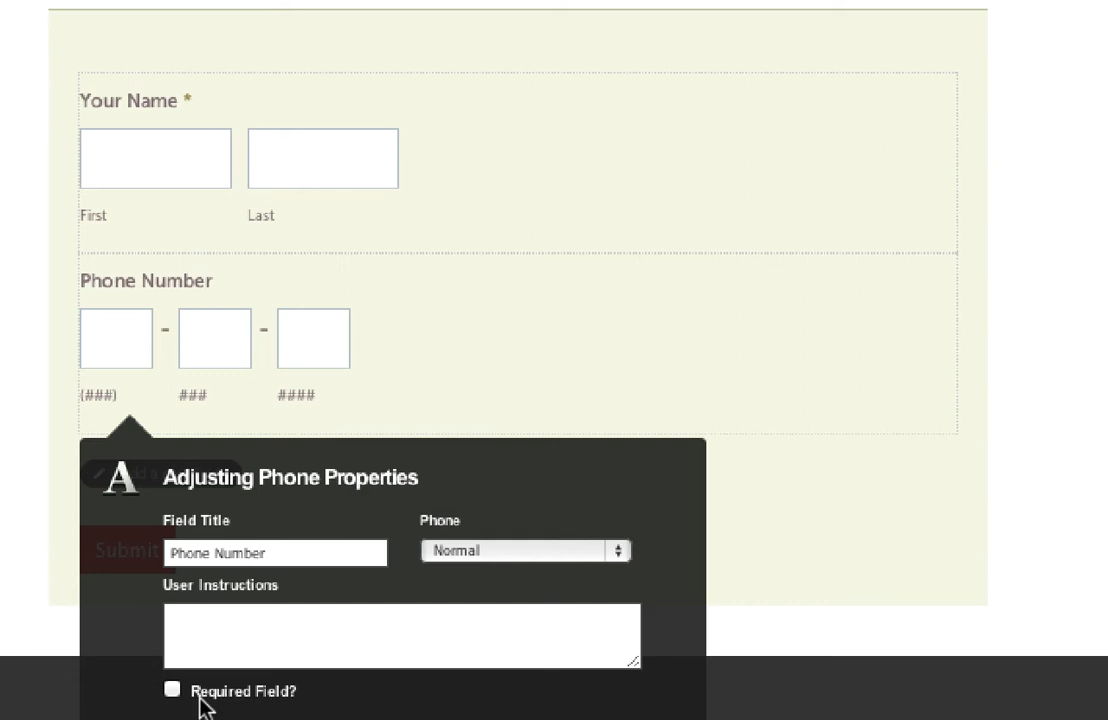 Your Name *
First Last
Phone Number
- -
(###) ### ####
A Adjusting Phone Properties
Field Title Phone
Submit Phone Number Normal
User Instructions
Required Field?